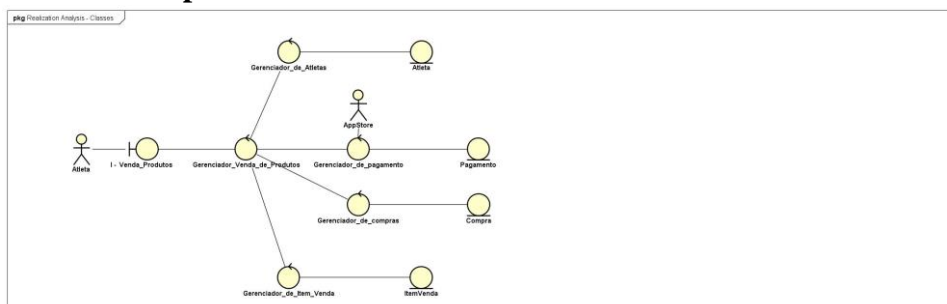 pkg Realization Analysis - Classes
Gerenciador_de_Atletas
Atleta
AppStore
Atleta
I - Venda_Produtos
Gerenciador_Venda_de_Produtos
Gerenciador_de_pagamento
Pagamento
Gerenciador_de_compras
Compra
Gerenciador_de_Item_Venda
ItemVenda